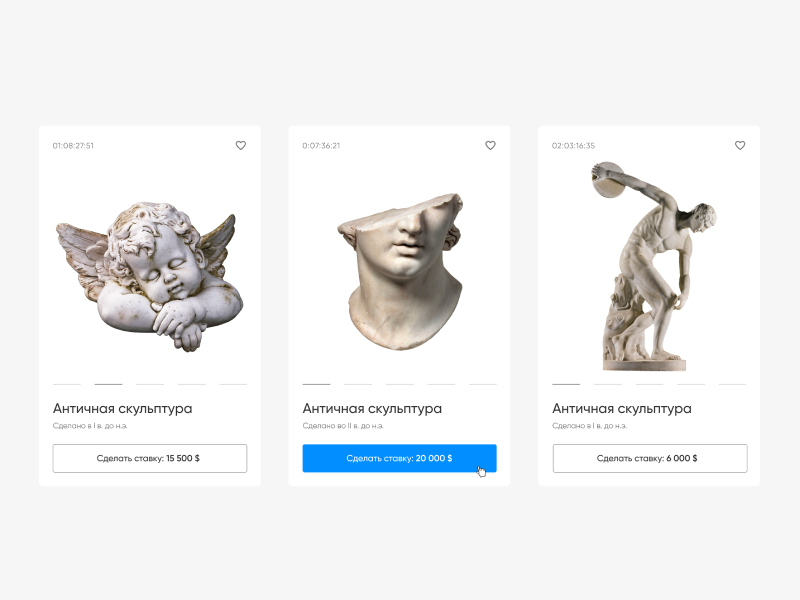 01:08:27:51
Античная скульптура
Сделано в I в. до н.э.
Сделать ставку: 15 500 $
0:07:36:21
Античная скульптура
Сделано во II в. до н.э.
Сделать ставку: 20 000 $
02:03:16:35
Античная скульптура
Сделано в I в. до н.э.
Сделать ставку: 6 000 $